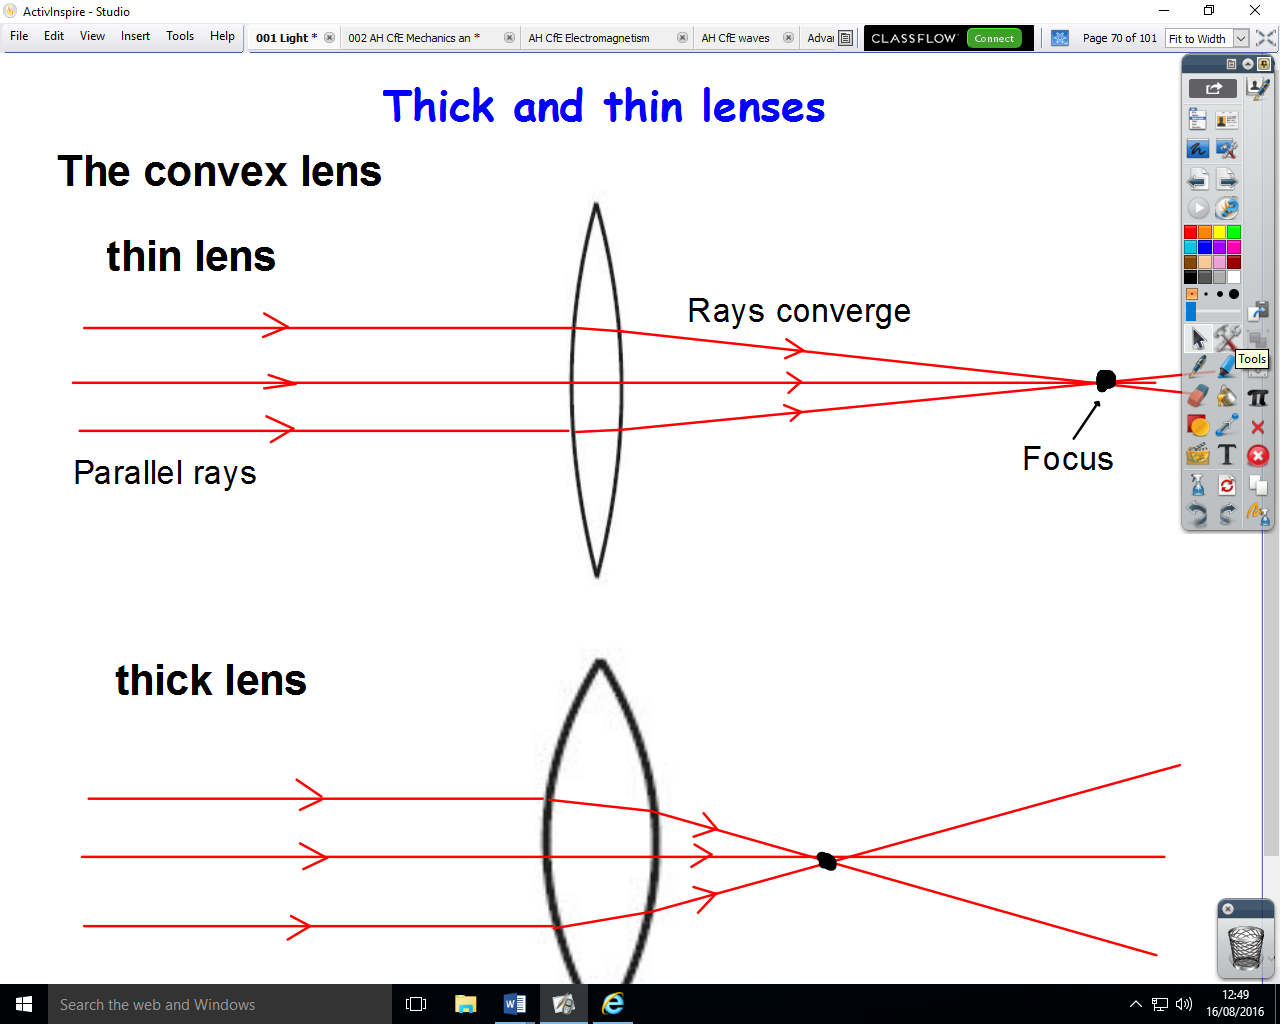 ActivInspire - Studio
File Edit View Insert Tools Help
001 Light *
002 AH CfE Mechanics an *
AH CfE Electromagnetism
AH CfE waves
Advai
CLASSFLOW
Connect
Page 70 of 101
Fit to Width
Thick and thin lenses
The convex lens
thin lens
Rays converge
Tools
Focus
Parallel rays
thick lens
Search the web and Windows
12:49
16/08/2016